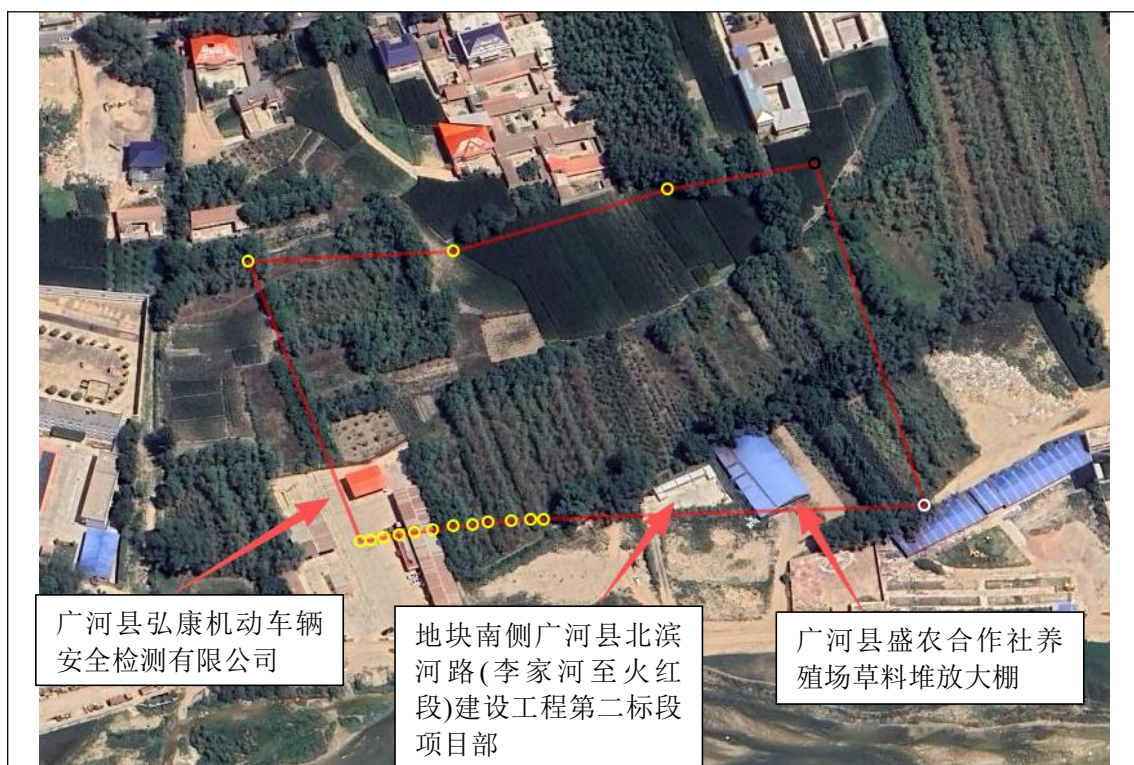 广河县弘康机动车辆
安全检测有限公司
地块南侧广河县北滨
河路(李家河至火红
段)建设工程第二标段
项目部
广河县盛农合作社养
殖场草料堆放大棚